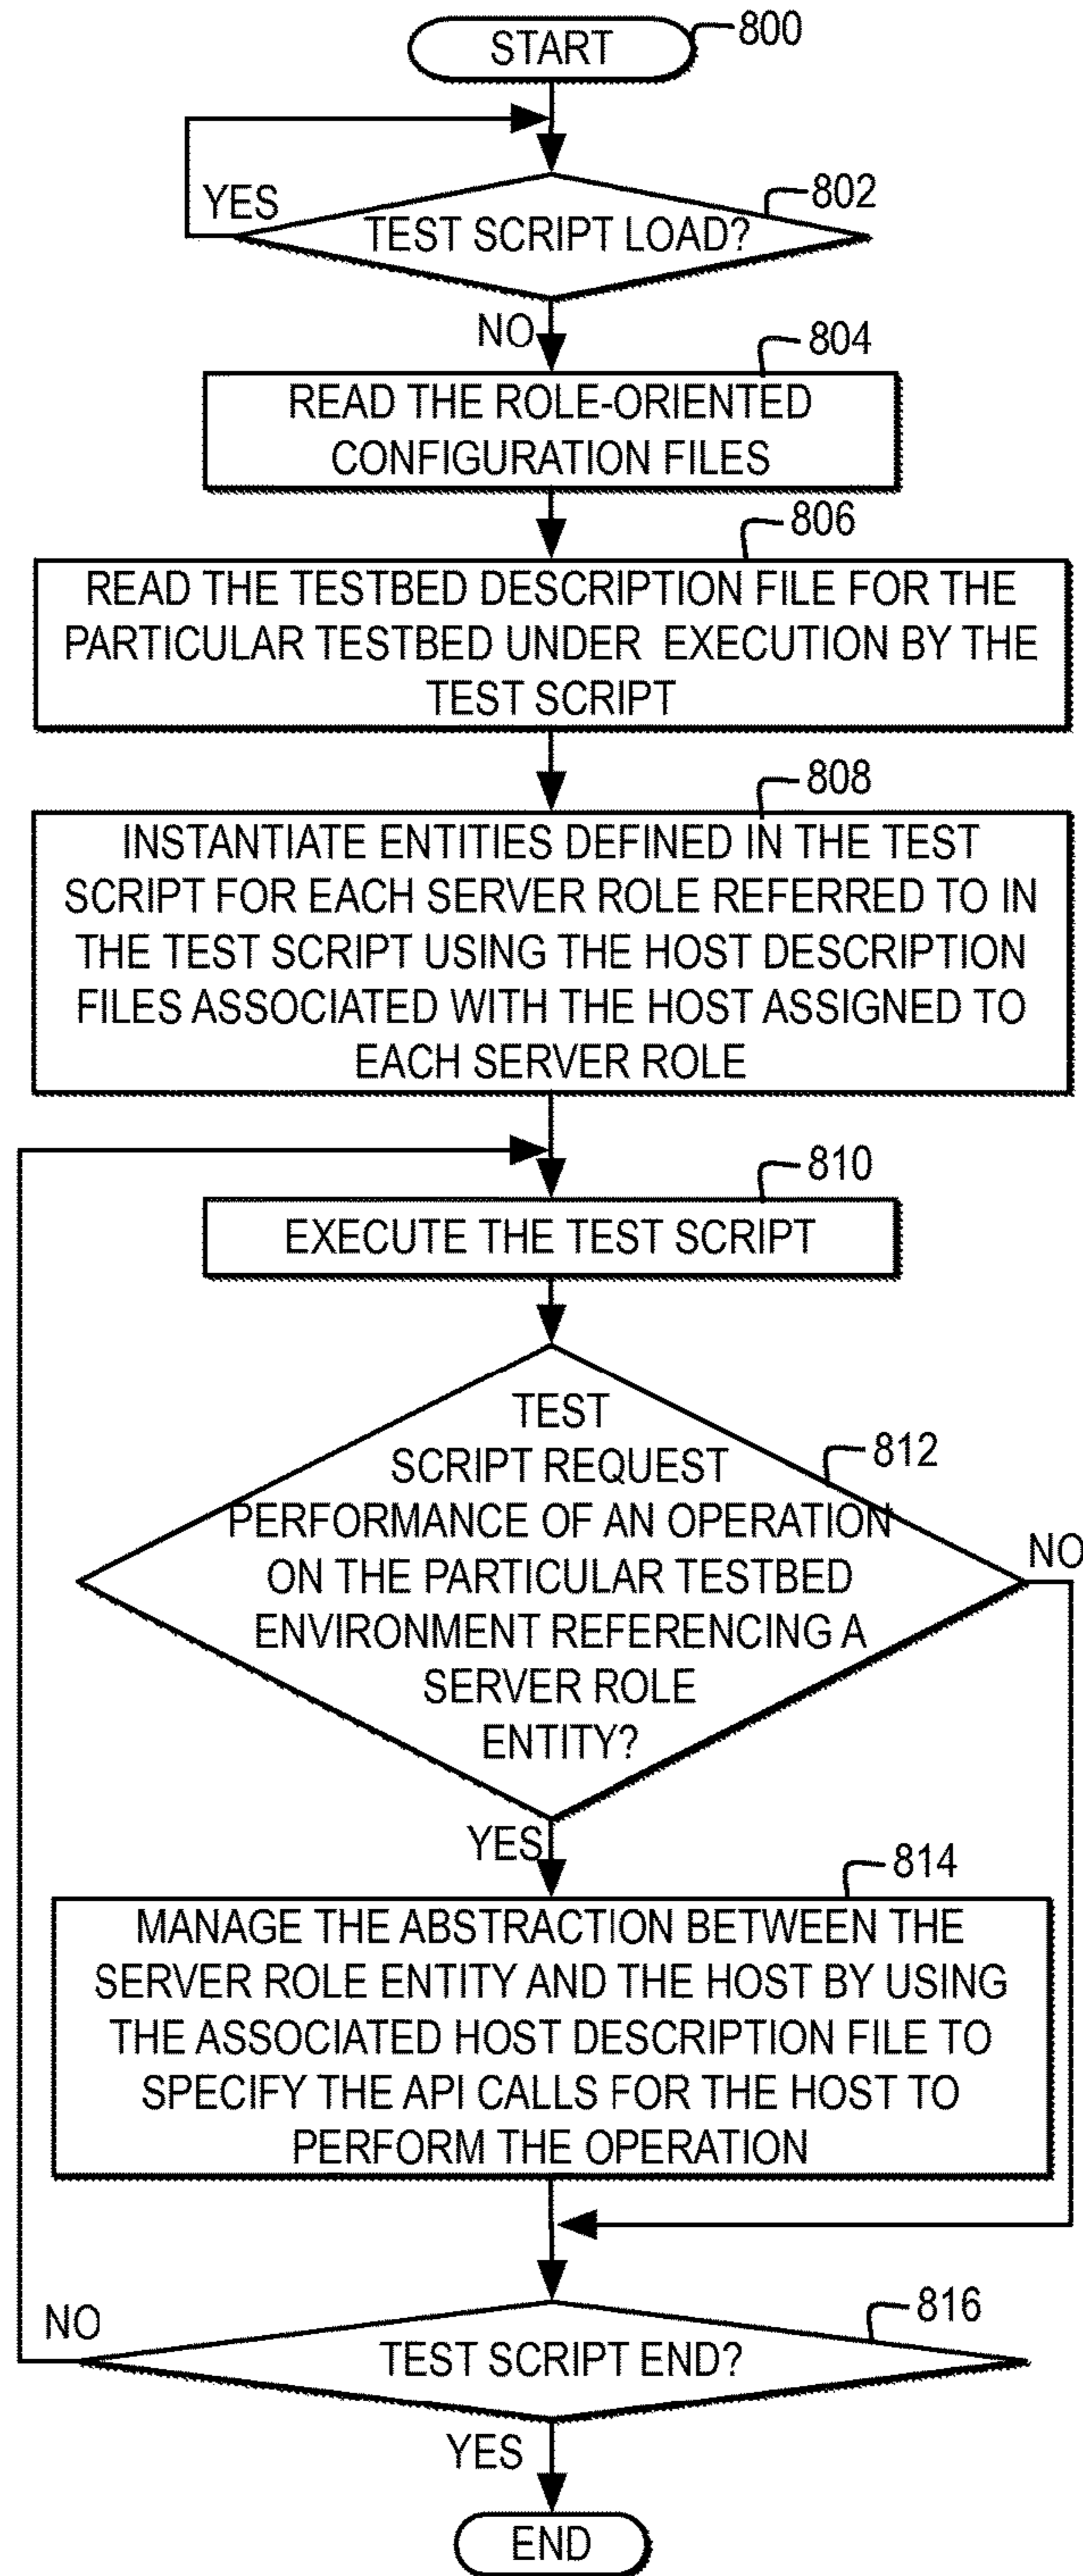 START
800
YES
TEST SCRIPT LOAD?
802
NO
804
READ THE ROLE-ORIENTED
CONFIGURATION FILES
806
READ THE TESTBED DESCRIPTION FILE FOR THE
PARTICULAR TESTBED UNDER EXECUTION BY THE
TEST SCRIPT
808
INSTANTIATE ENTITIES DEFINED IN THE TEST
SCRIPT FOR EACH SERVER ROLE REFERRED TO IN
THE TEST SCRIPT USING THE HOST DESCRIPTION
FILES ASSOCIATED WITH THE HOST ASSIGNED TO
EACH SERVER ROLE
810
EXECUTE THE TEST SCRIPT
812
TEST
SCRIPT REQUEST
PERFORMANCE OF AN OPERATION
ON THE PARTICULAR TESTBED
ENVIRONMENT REFERENCING A
SERVER ROLE
ENTITY?
NO
YES
814
MANAGE THE ABSTRACTION BETWEEN THE
SERVER ROLE ENTITY AND THE HOST BY USING
THE ASSOCIATED HOST DESCRIPTION FILE TO
SPECIFY THE API CALLS FOR THE HOST TO
PERFORM THE OPERATION
NO
816
TEST SCRIPT END?
YES
END